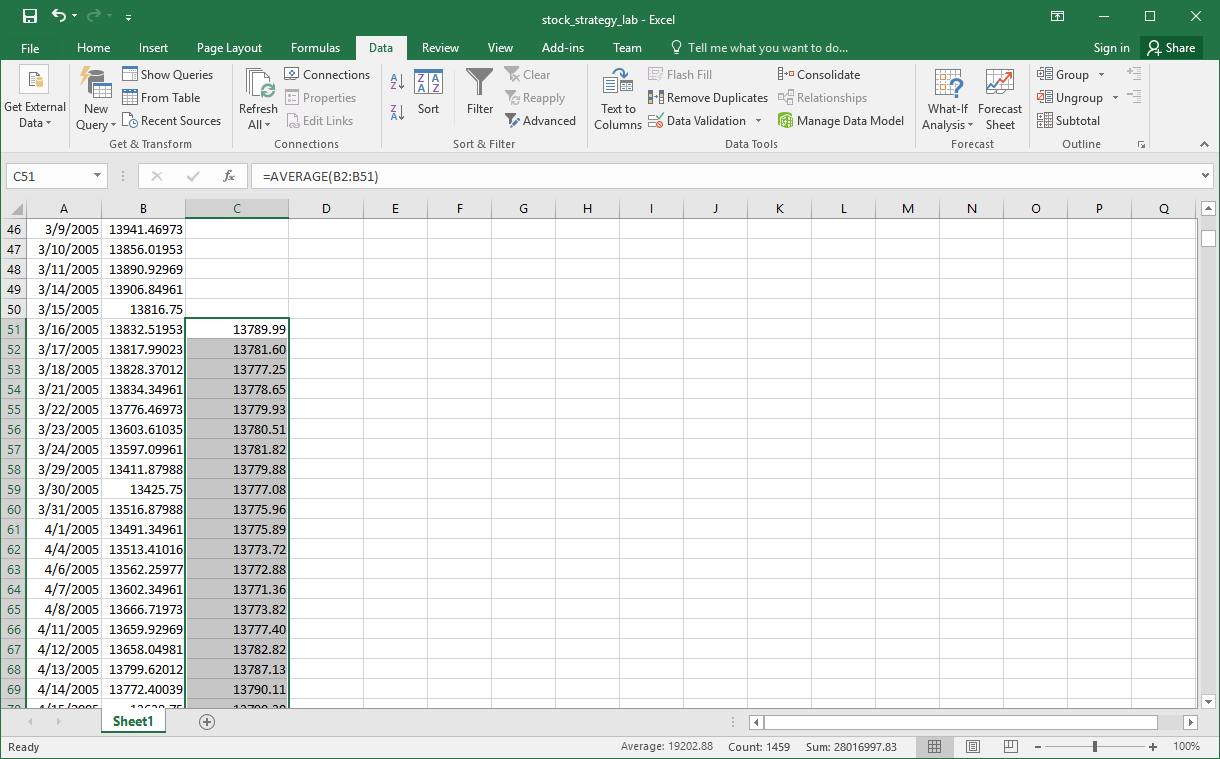 stock_strategy_lab - Excel
File Home Insert Page Layout Formulas Data Review View Add-ins Team Tell me what you want to do... Sign in Share
Get External Data
New Query
Show Queries
From Table
Recent Sources
Get & Transform
Refresh All
Connections
Properties
Edit Links
Connections
Sort
Filter
Clear
Reapply
Advanced
Sort & Filter
Text to Columns
Flash Fill
Remove Duplicates
Data Validation
Consolidate
Relationships
Manage Data Model
Data Tools
What-If Analysis
Forecast Sheet
Forecast
Group
Ungroup
Subtotal
Outline
C51 fx =AVERAGE(B2:B51)
A B C D E F G H I J K L M N O P Q
46 3/9/2005 13941.46973
47 3/10/2005 13856.01953
48 3/11/2005 13890.92969
49 3/14/2005 13906.84961
50 3/15/2005 13816.75
51 3/16/2005 13832.51953 13789.99
52 3/17/2005 13817.99023 13781.60
53 3/18/2005 13828.37012 13777.25
54 3/21/2005 13834.34961 13778.65
55 3/22/2005 13776.46973 13779.93
56 3/23/2005 13603.61035 13780.51
57 3/24/2005 13597.09961 13781.82
58 3/29/2005 13411.87988 13779.88
59 3/30/2005 13425.75 13777.08
60 3/31/2005 13516.87988 13775.96
61 4/1/2005 13491.34961 13775.89
62 4/4/2005 13513.41016 13773.72
63 4/6/2005 13562.25977 13772.88
64 4/7/2005 13602.34961 13771.36
65 4/8/2005 13666.71973 13773.82
66 4/11/2005 13659.92969 13777.40
67 4/12/2005 13658.04981 13782.82
68 4/13/2005 13799.62012 13787.13
69 4/14/2005 13772.40039 13790.11
Sheet1
Ready Average: 19202.88 Count: 1459 Sum: 28016997.83 100%